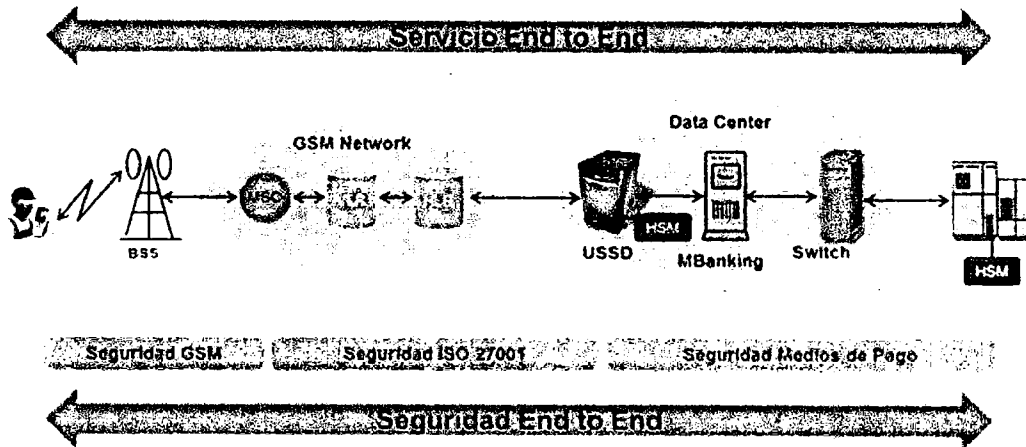 Servicio End to End
Data Center
GSM Network
MSC
HSM
BSS
USSD
MBanking
Switch
HSM
Seguridad GSM
Seguridad ISO 27001
Seguridad Medios de Pago
Seguridad End to End